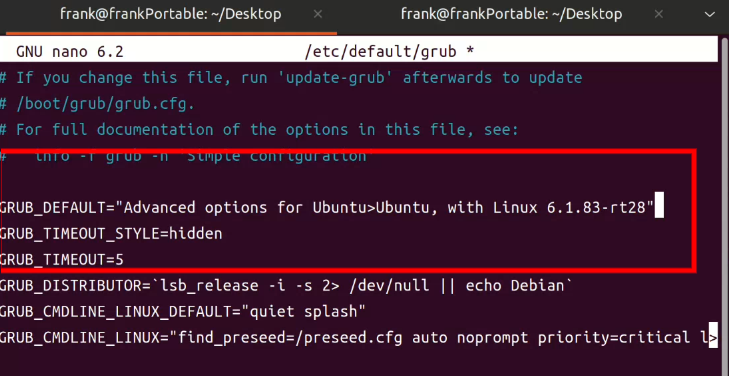 frank@frankPortable: ~/Desktop × frank@frankPortable: ~/Desktop ×
GNU nano 6.2 /etc/default/grub *
# If you change this file, run 'update-grub' afterwards to update
# /boot/grub/grub.cfg.
# For full documentation of the options in this file, see:
#   info -f grub -n 'Simple configuration'
GRUB_DEFAULT="Advanced options for Ubuntu>Ubuntu, with Linux 6.1.83-rt28"
GRUB_TIMEOUT_STYLE=hidden
GRUB_TIMEOUT=5
GRUB_DISTRIBUTOR=`lsb_release -i -s 2> /dev/null || echo Debian`
GRUB_CMDLINE_LINUX_DEFAULT="quiet splash"
GRUB_CMDLINE_LINUX="find_preseed=/preseed.cfg auto noprompt priority=critical l>